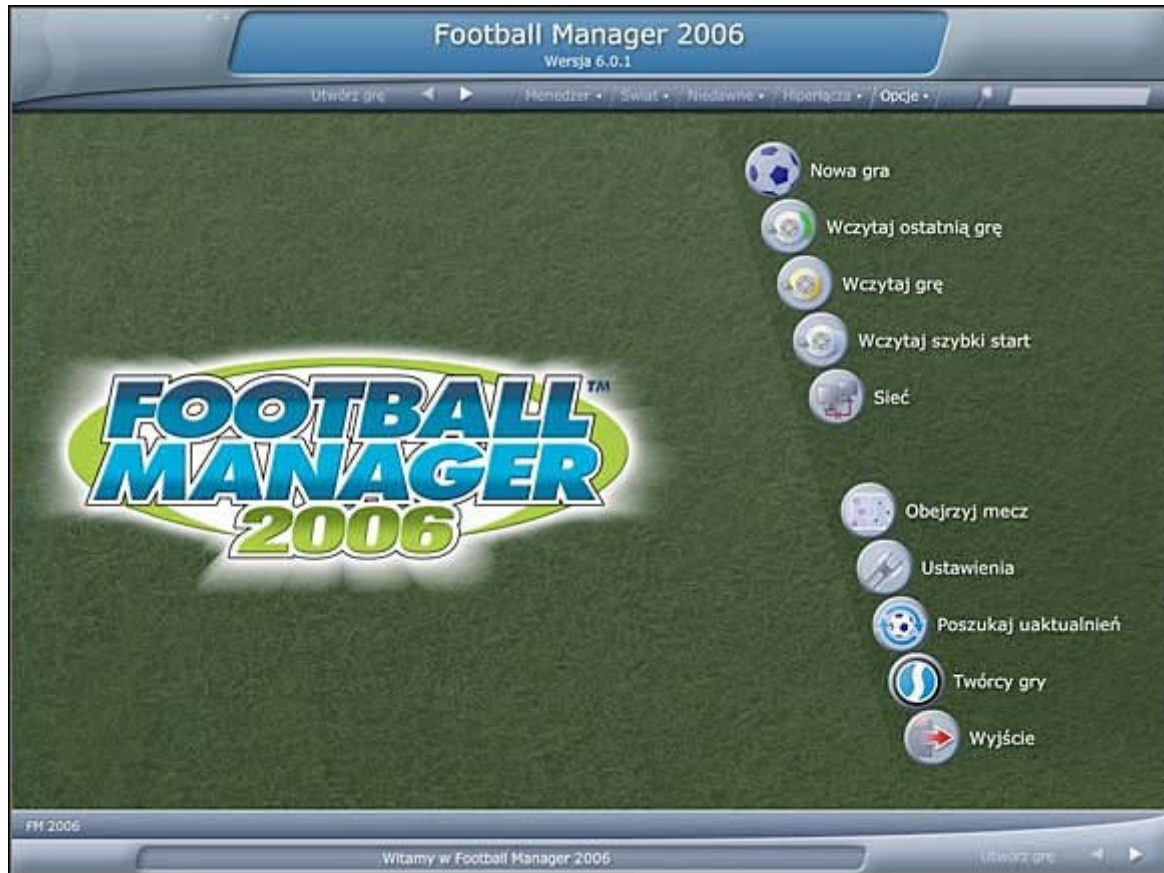 Football Manager 2006
Wersja 6.0.1
Utwórz grę Menedżer Świat Niedawne Hiperłącza Opcje
Nowa gra
Wczytaj ostatnią grę
Wczytaj grę
Wczytaj szybki start
Sieć
FOOTBALL™
MANAGER
2006
Obejrzyj mecz
Ustawienia
Poszukaj uaktualnień
Twórcy gry
Wyjście
FM 2006
Witamy w Football Manager 2006
Utwórz grę